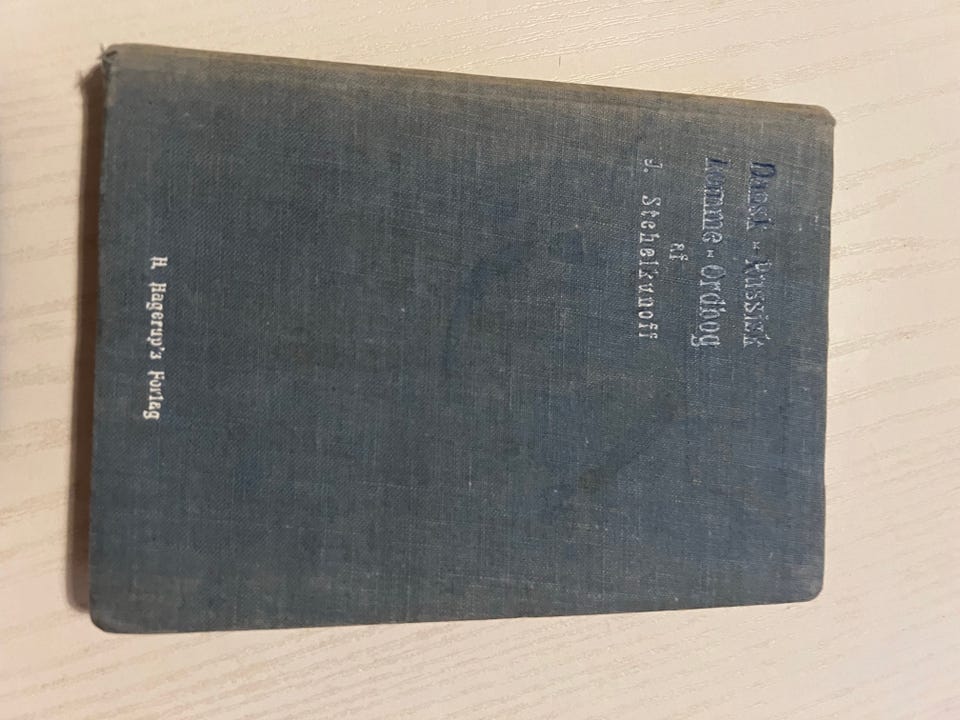 Dansk-Russisk
Lomme-Ordbog
af
J. Stchelkunoff
H. Hagerup's Forlag